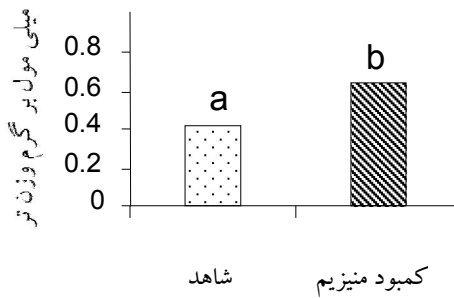 میلی مول بر گرم وزن تر
0.8
0.6
0.4
0.2
0
a
b
شاهد
کمبود منیزیم